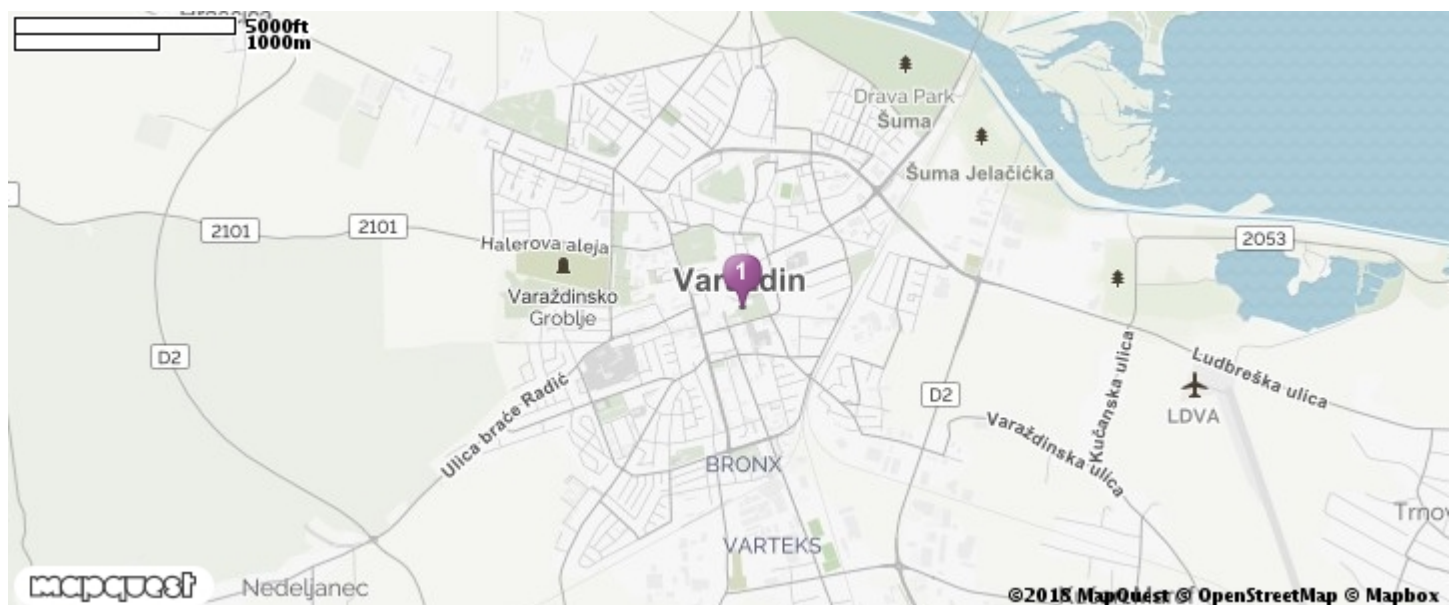 5000ft
1000m
Drava Park
Šuma
Šuma Jelačićka
2101
2101
Halerova aleja
2053
1
Varaždinsko
Groblje
D2
Ulica braće Radić
D2
Kučanska ulica
Ludbreška ulica
LDVA
Varaždinska ulica
BRONX
VARTEKS
mapquest
Nedeljanec
©2018 MapQuest © OpenStreetMap © Mapbox